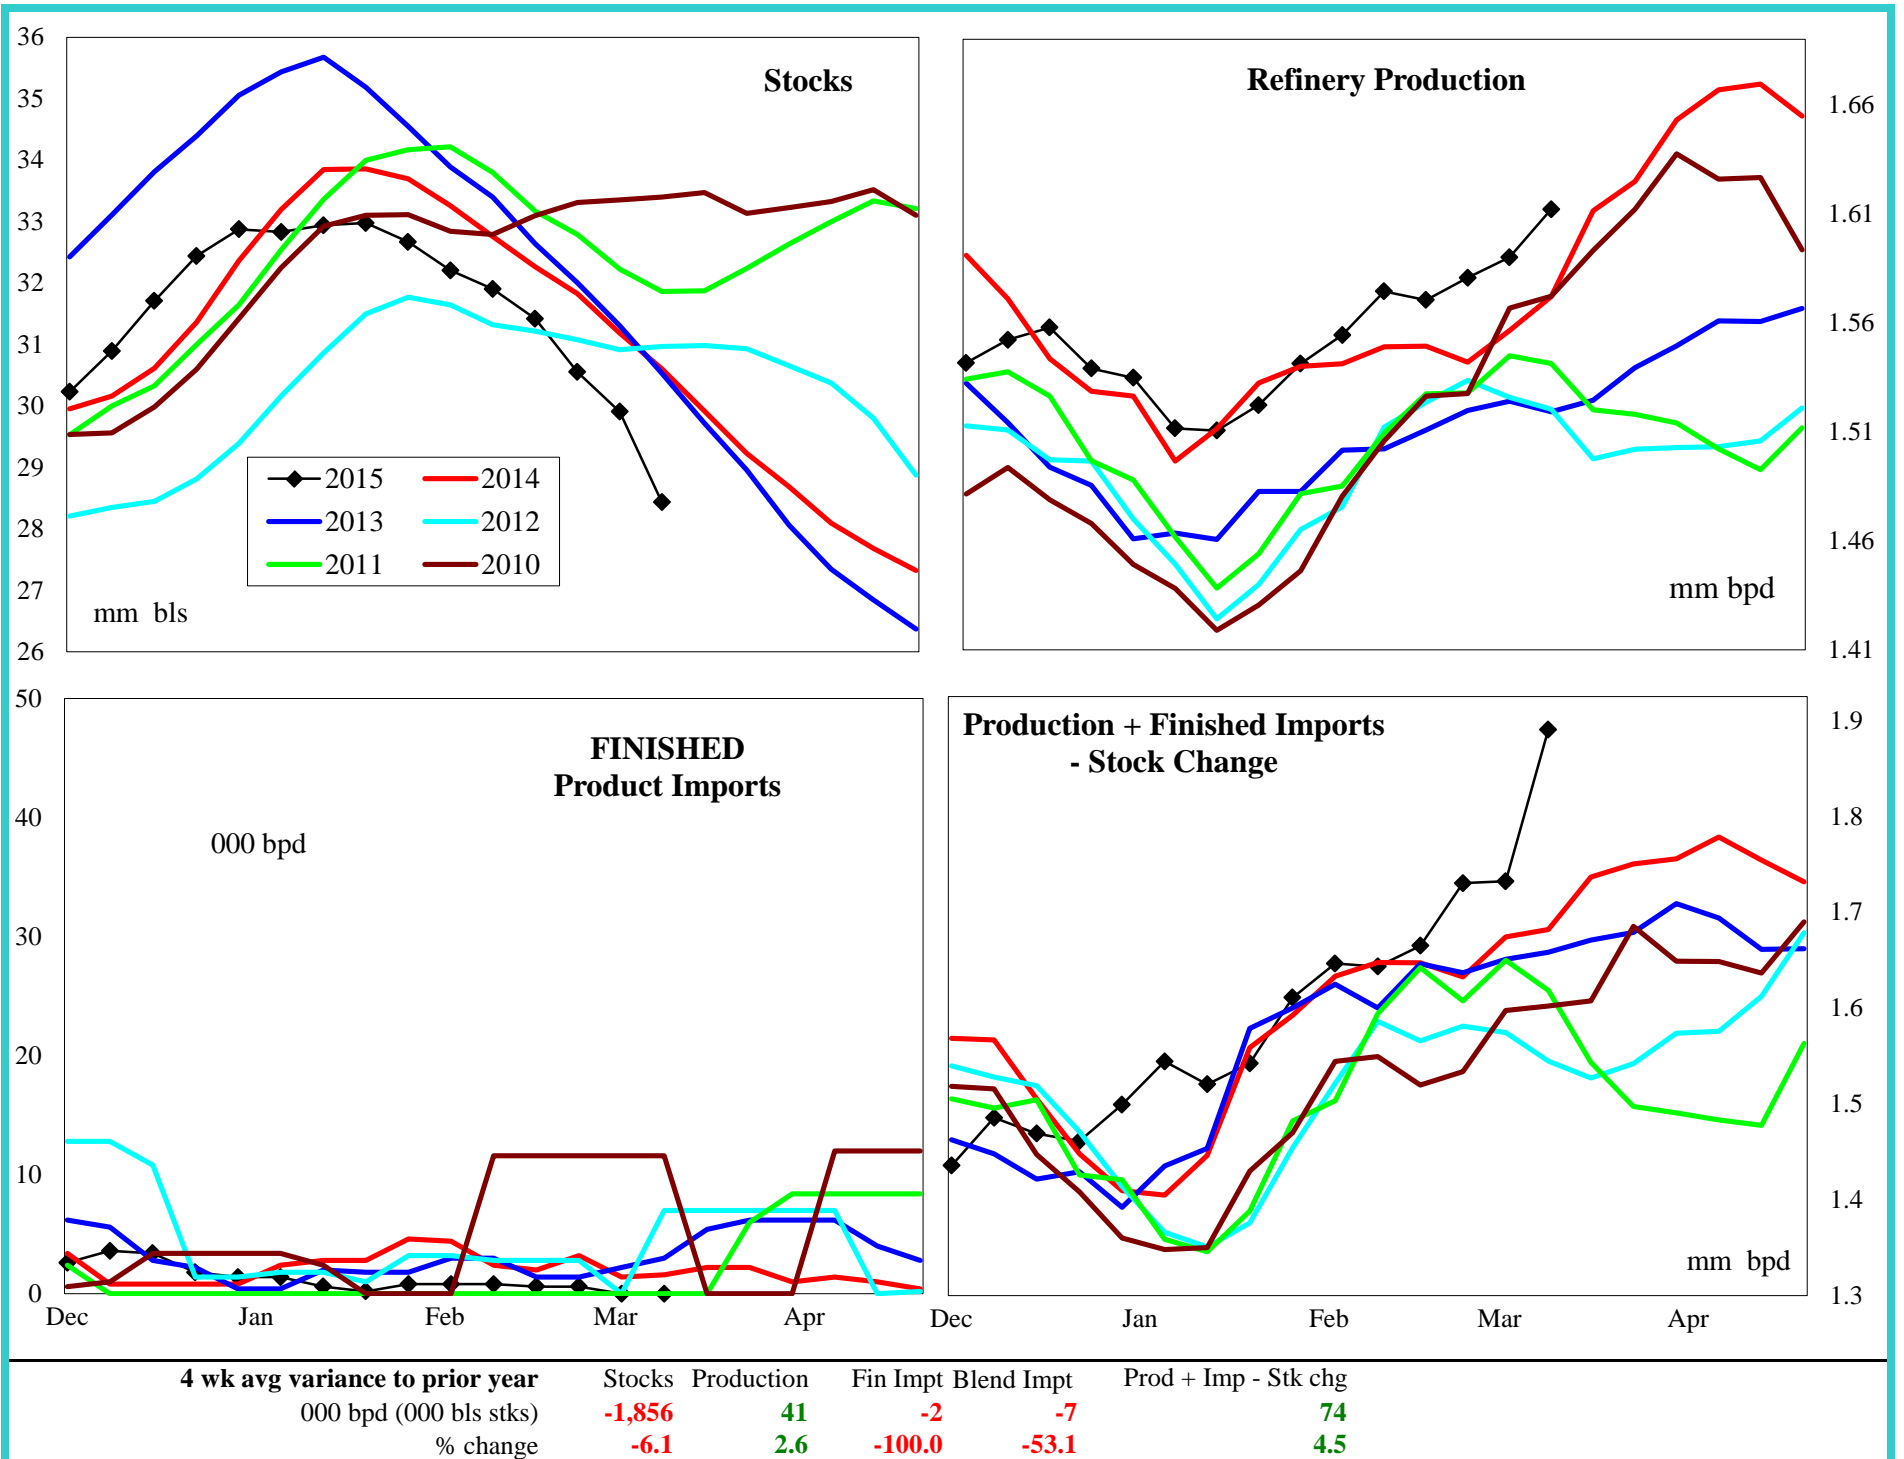 Stocks
36
35
34
33
32
31
30
29
28
27
26
2015
2014
2013
2012
2011
2010
mm bls
Refinery Production
1.66
1.61
1.56
1.51
1.46
1.41
mm bpd
FINISHED
Product Imports
000 bpd
50
40
30
20
10
0
Dec Jan Feb Mar Apr
Production + Finished Imports
- Stock Change
1.9
1.8
1.7
1.6
1.5
1.4
1.3
mm bpd
Dec Jan Feb Mar Apr
4 wk avg variance to prior year Stocks Production Fin Impt Blend Impt Prod + Imp - Stk chg
000 bpd (000 bls stks) -1,856 41 -2 -7 74
% change -6.1 2.6 -100.0 -53.1 4.5